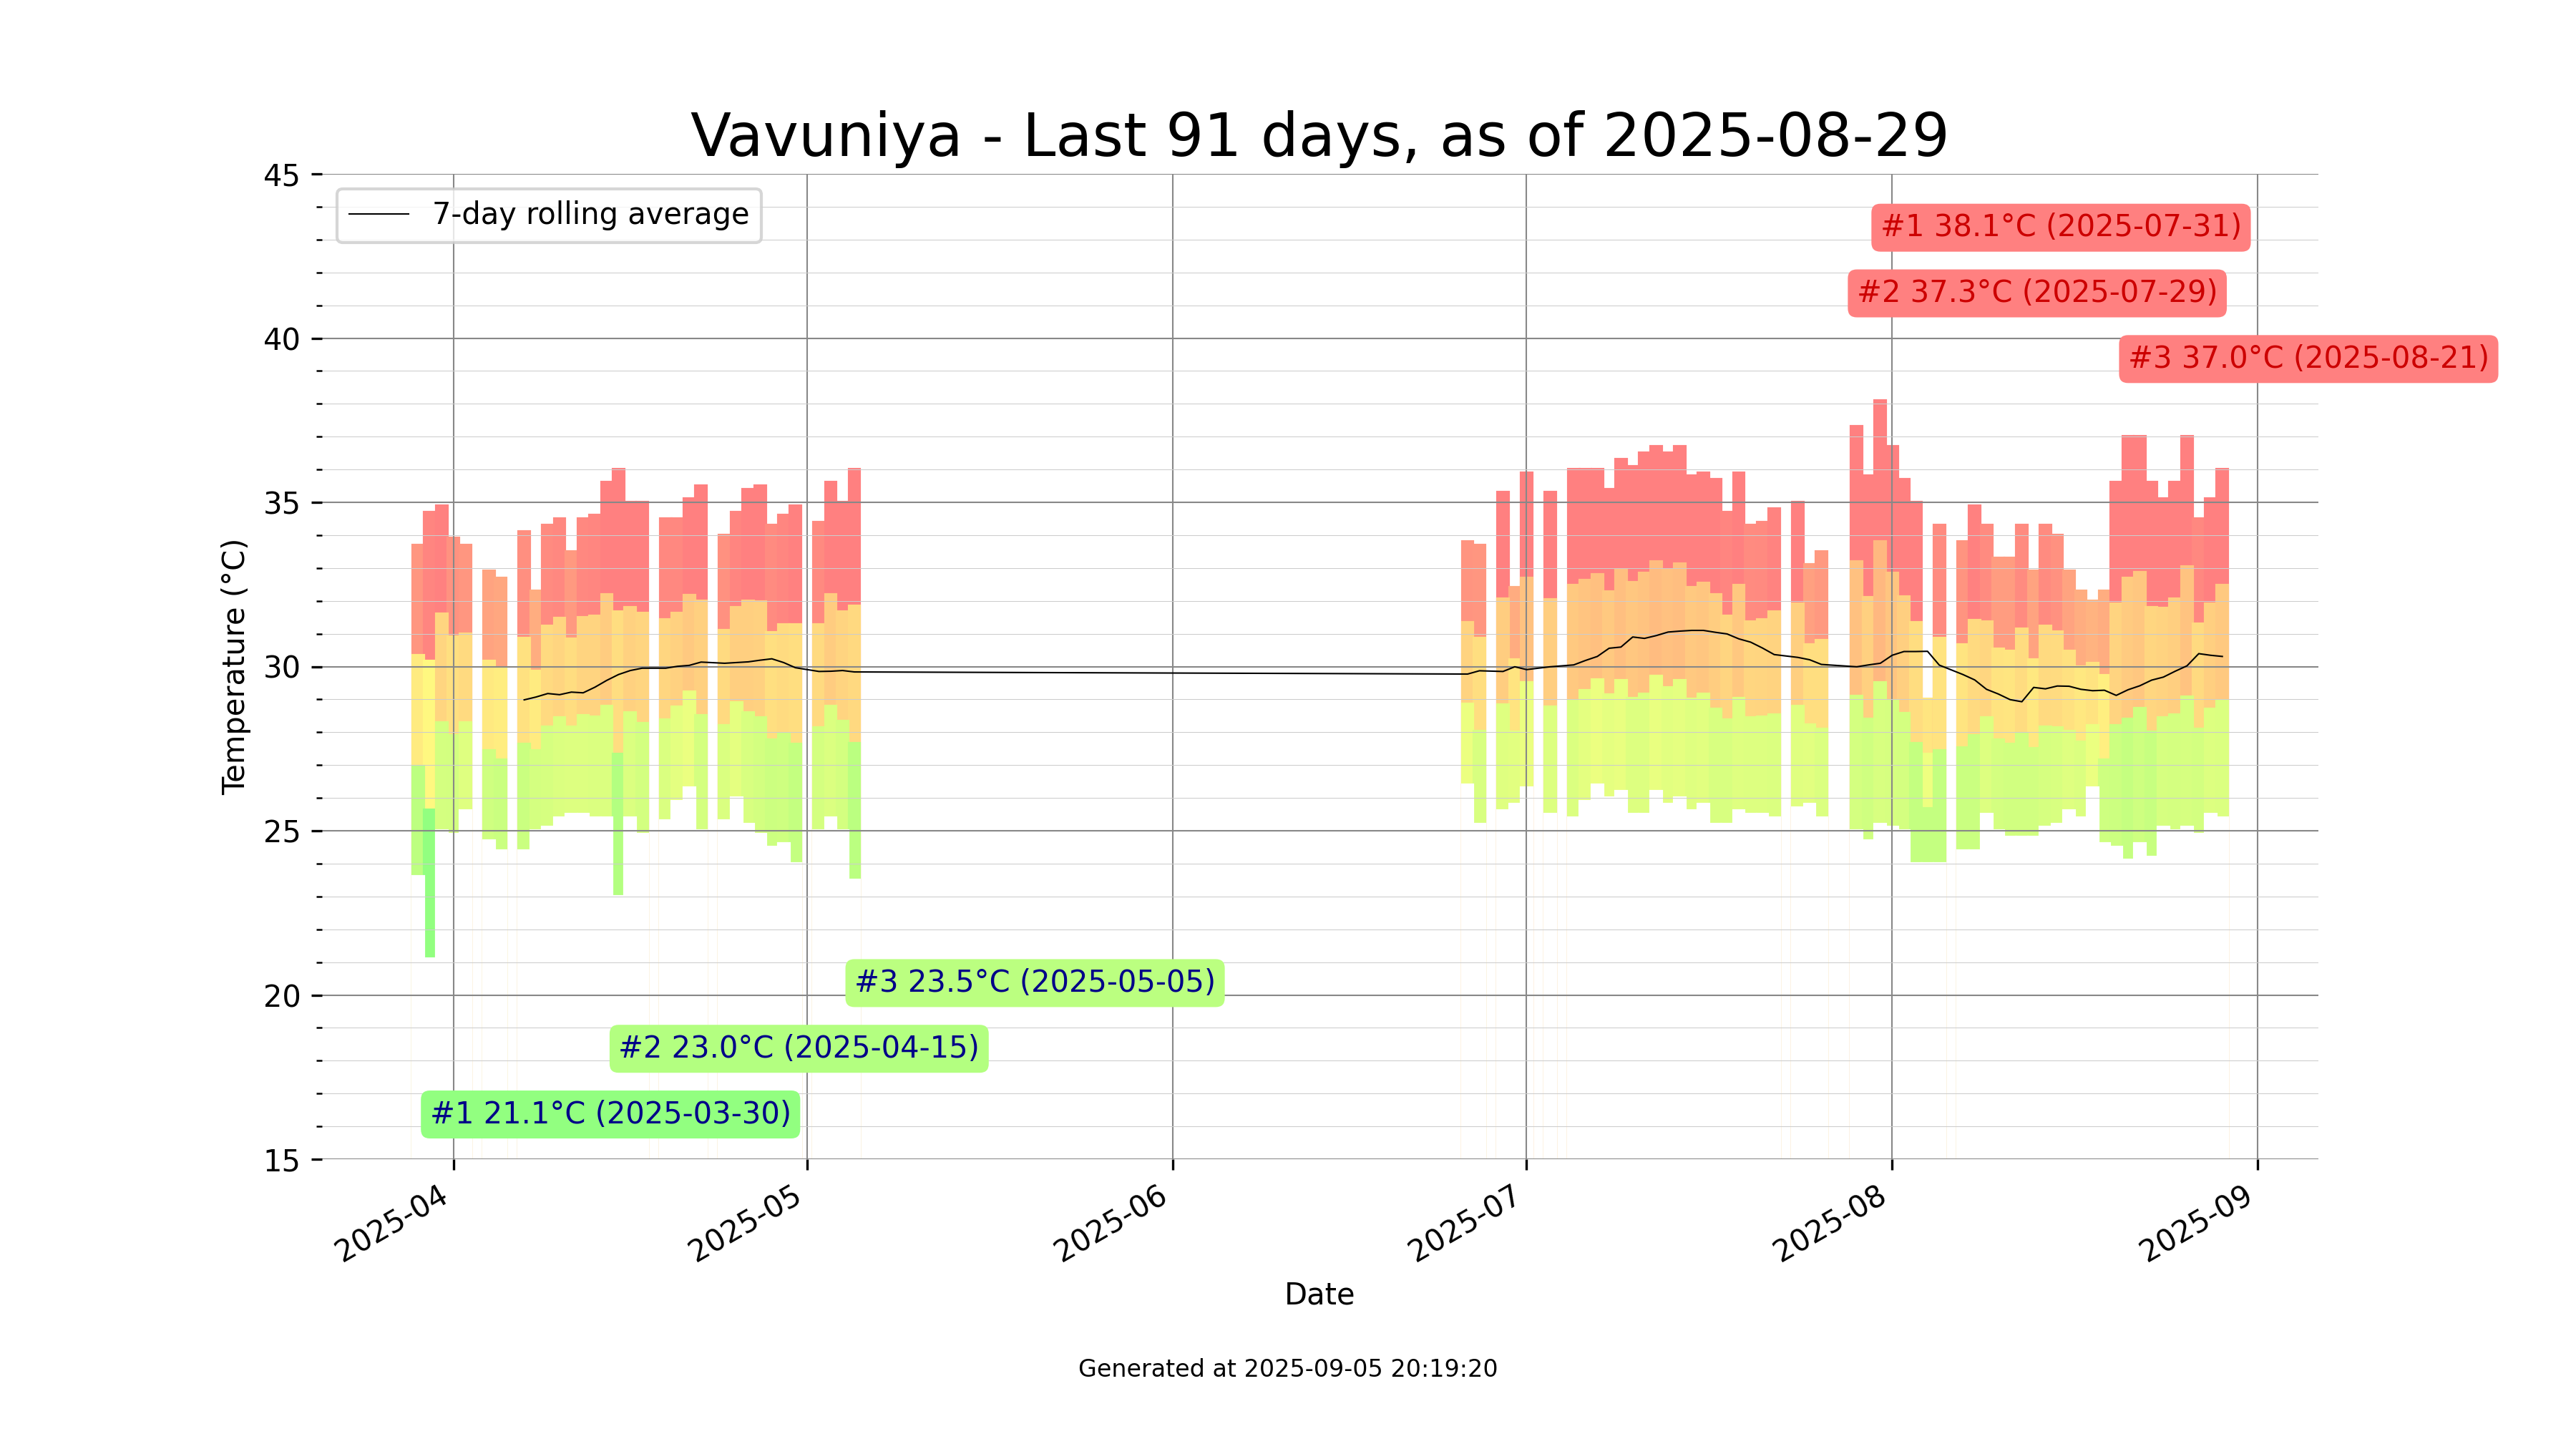 Vavuniya - Last 91 days, as of 2025-08-29
45
7-day rolling average
#1 38.1°C (2025-07-31)
#2 37.3°C (2025-07-29)
40
#3 37.0°C (2025-08-21)
35
30
Temperature (°C)
25
#3 23.5°C (2025-05-05)
20
#2 23.0°C (2025-04-15)
#1 21.1°C (2025-03-30)
15
2025-04
2025-05
2025-06
2025-07
2025-08
2025-09
Date
Generated at 2025-09-05 20:19:20